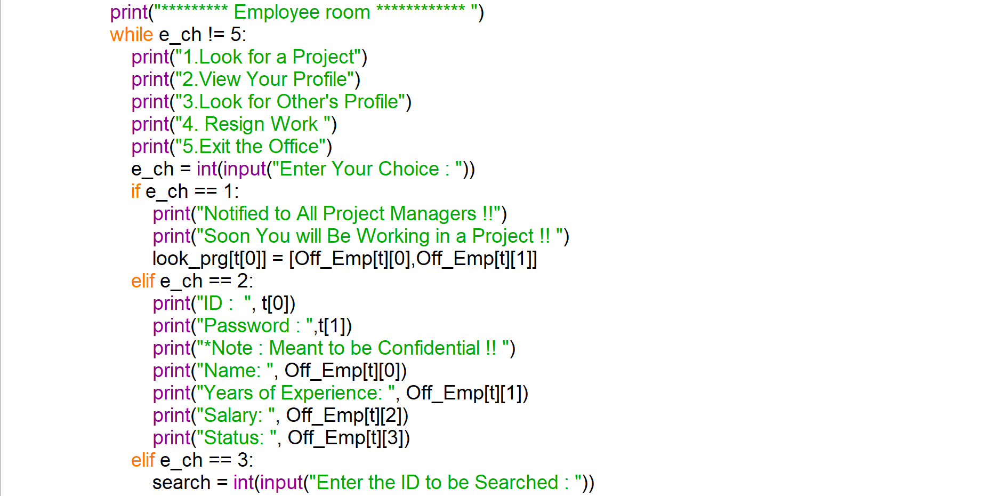 print("********* Employee room ************ ")
while e_ch != 5:
print("1.Look for a Project")
print("2.View Your Profile")
print("3.Look for Other's Profile")
print("4. Resign Work ")
print("5.Exit the Office")
e_ch = int(input("Enter Your Choice : "))
if e_ch == 1:
print("Notified to All Project Managers !!")
print("Soon You will Be Working in a Project !! ")
look_prg[t[0]] = [Off_Emp[t][0],Off_Emp[t][1]]
elif e_ch == 2:
print("ID :  ", t[0])
print("Password : ",t[1])
print("*Note : Meant to be Confidential !! ")
print("Name: ", Off_Emp[t][0])
print("Years of Experience: ", Off_Emp[t][1])
print("Salary: ", Off_Emp[t][2])
print("Status: ", Off_Emp[t][3])
elif e_ch == 3:
search = int(input("Enter the ID to be Searched : "))